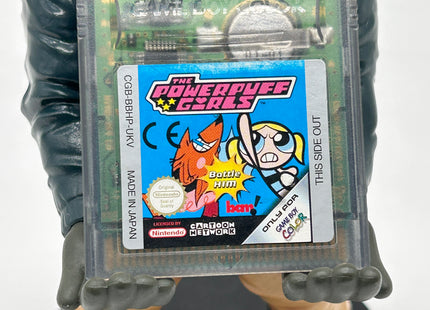 CGB-BBHP-UKV
MADE IN JAPAN
THE
POWERPUFF
GIRLS
CE
Battle
HIM
Original
Nintendo
Seal of
Quality
LICENSED BY
Nintendo
CARTOON
NETWORK
bam!
ONLY FOR
GAME BOY
COLOR
THIS SIDE OUT